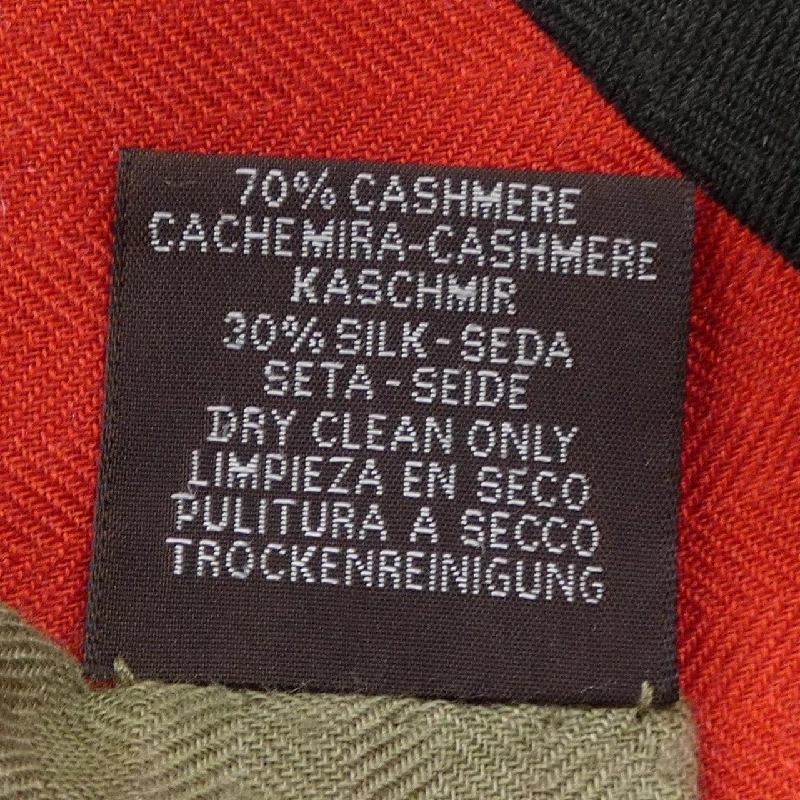 70% CASHMERE
CACHEMIRA-CASHMERE
KASCHMIR
30% SILK-SEDA
SETA-SEIDE
DRY CLEAN ONLY
LIMPIEZA EN SECO
PULITURA A SECCO
TROCKENREINIGUNG